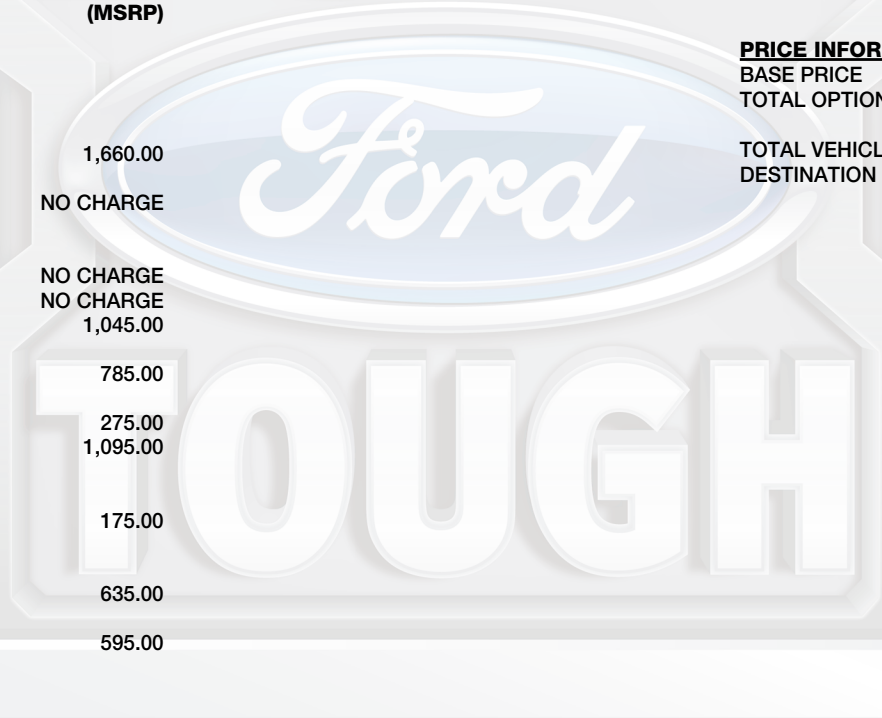 (MSRP)
1,660.00
NO CHARGE
NO CHARGE
NO CHARGE
1,045.00
785.00
275.00
1,095.00
175.00
635.00
595.00
PRICE INFOR
BASE PRICE
TOTAL OPTION
TOTAL VEHICL
DESTINATION
Ford
TOUGH